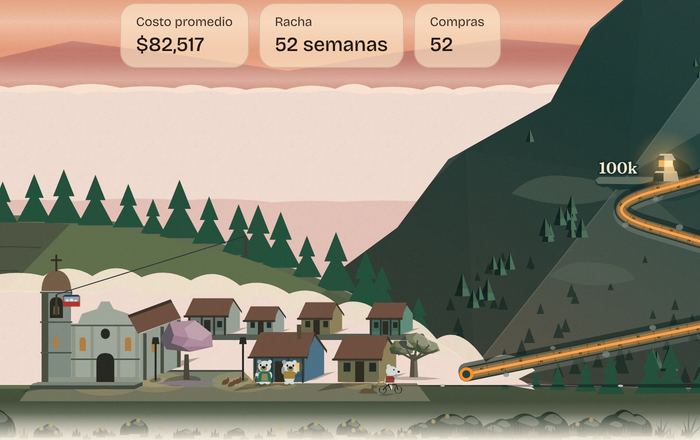 Costo promedio
$82,517
Racha
52 semanas
Compras
52
100k